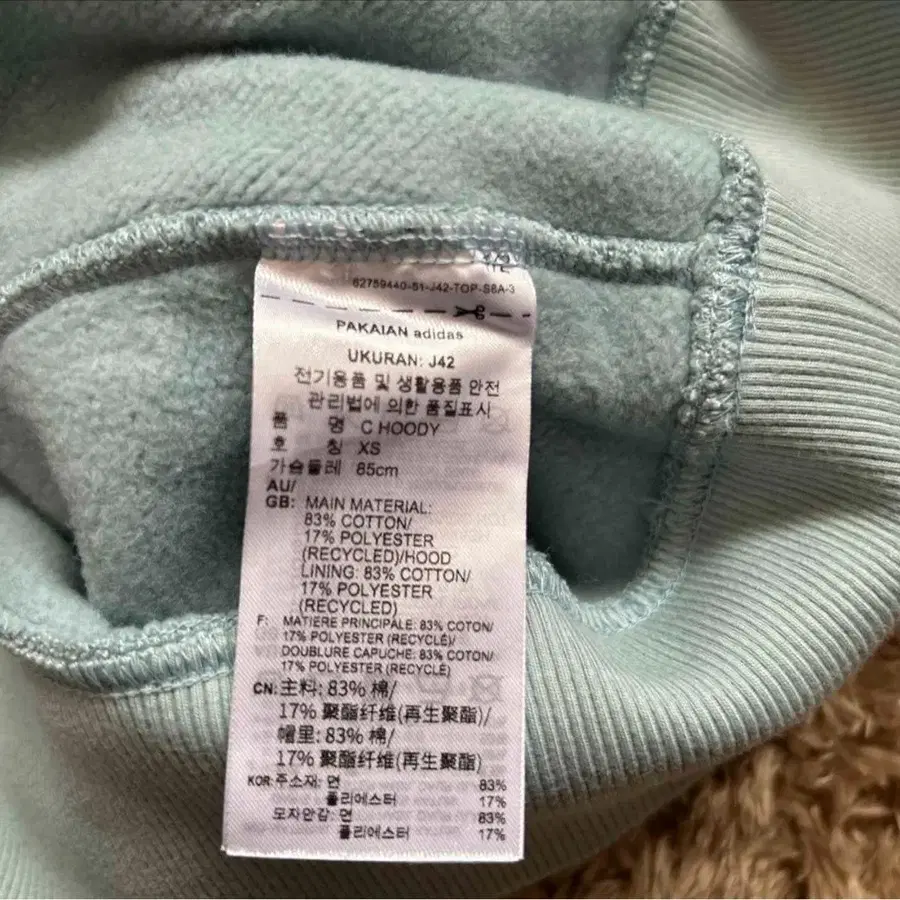 62759440-51-J42-TOP-S6A-3
PAKAIAN adidas
UKURAN: J42
전기용품 및 생활용품 안전
관리법에 의한 품질표시
품 명 C HOODY
호 칭 XS
가슴둘레 85cm
AU/
GB: MAIN MATERIAL:
83% COTTON/
17% POLYESTER
(RECYCLED)/HOOD
LINING: 83% COTTON/
17% POLYESTER
(RECYCLED)
F: MATIERE PRINCIPALE: 83% COTON/
17% POLYESTER (RECYCLÉ)/
DOUBLURE CAPUCHE: 83% COTON/
17% POLYESTER (RECYCLÉ)
CN: 主料: 83% 棉/
17% 聚酯纤维(再生聚酯)/
帽里: 83% 棉/
17% 聚酯纤维(再生聚酯)
KOR: 주소재: 면 83%
폴리에스터 17%
모자안감: 면 83%
폴리에스터 17%